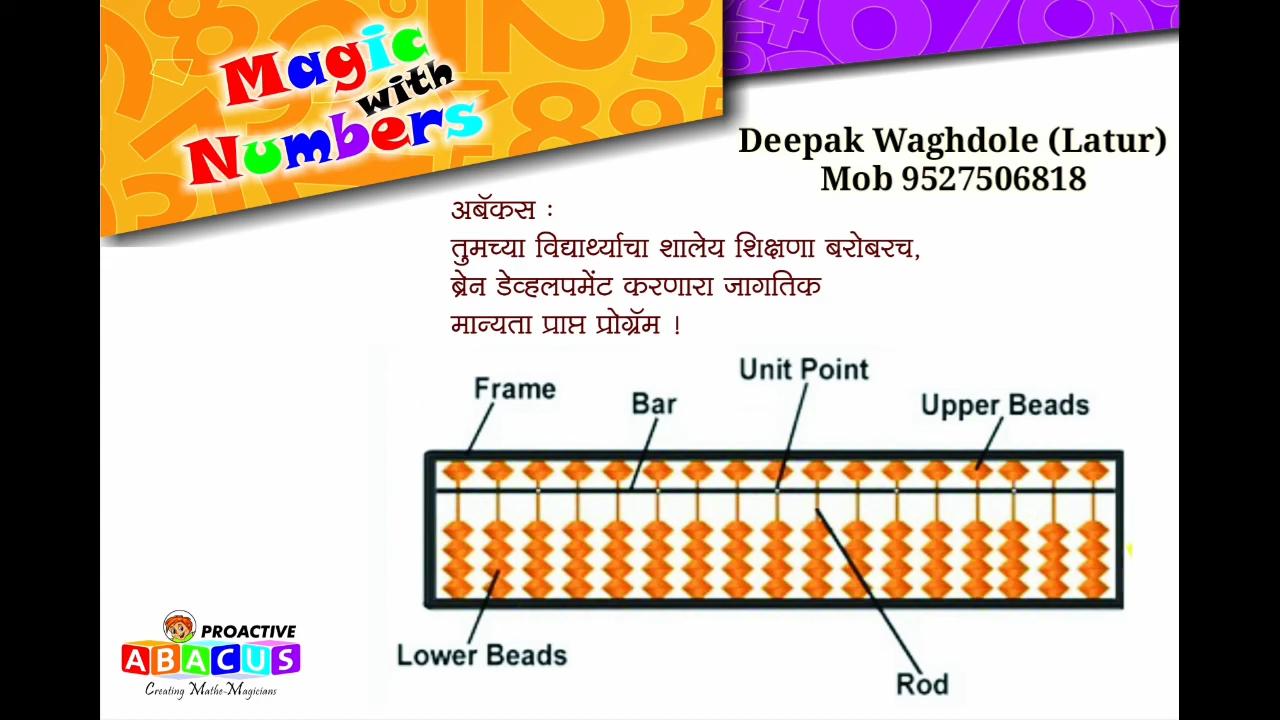 Magic
with
Numbers
Deepak Waghdole (Latur)
Mob 9527506818
अबॅकस :
तुमच्या विद्यार्थ्याचा शालेय शिक्षणा बरोबरच,
ब्रेन डेव्हलपमेंट करणारा जागतिक
मान्यता प्राप्त प्रोग्रॅम !
Unit Point
Frame
Bar
Upper Beads
Lower Beads
Rod
PROACTIVE
ABACUS
Creating Mathe-Magicians